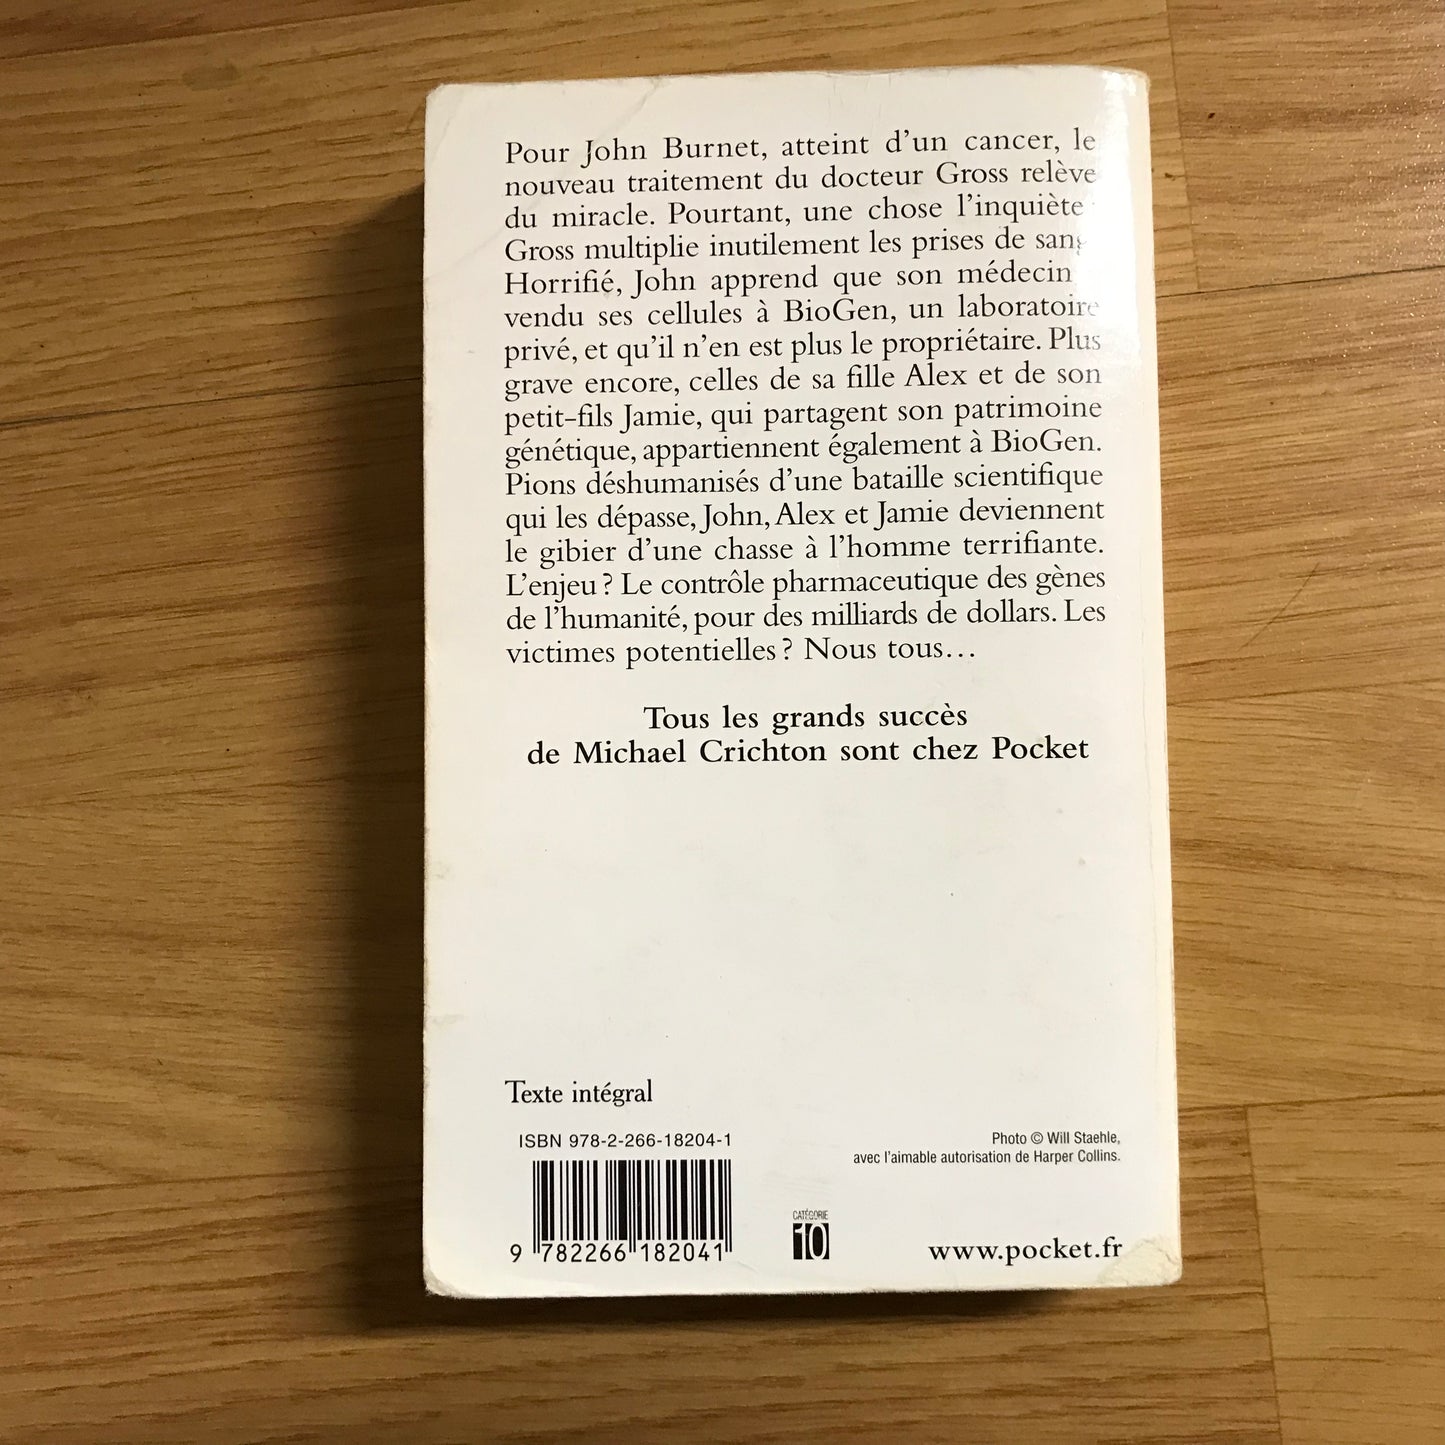 Pour John Burnet, atteint d'un cancer, le
nouveau traitement du docteur Gross relève
du miracle. Pourtant, une chose l'inquiète
Gross multiplie inutilement les prises de
Horrifié, John apprend que son médecin
vendu ses cellules à BioGen, un laboratoire
privé, et qu'il n'en est plus le propriétaire. Plus
grave encore, celles de sa fille Alex et de son
petit-fils Jamie, qui partagent son patrimoine
génétique, appartiennent également à BioGen.
Pions déshumanisés d'une bataille scientifique
qui les dépasse, John, Alex et Jamie deviennent
le gibier d'une chasse à l'homme terrifiante.
L'enjeu ? Le contrôle pharmaceutique des gènes
de l'humanité, pour des milliards de dollars. Les
victimes potentielles ? Nous tous…
Tous les grands succès
de Michael Crichton sont chez Pocket
Texte intégral
ISBN 978-2-266-18204-1
9 782266 182041
Photo © Will Staehle,
avec l'aimable autorisation de Harper Collins.
CATÉGORIE
10
www.pocket.fr